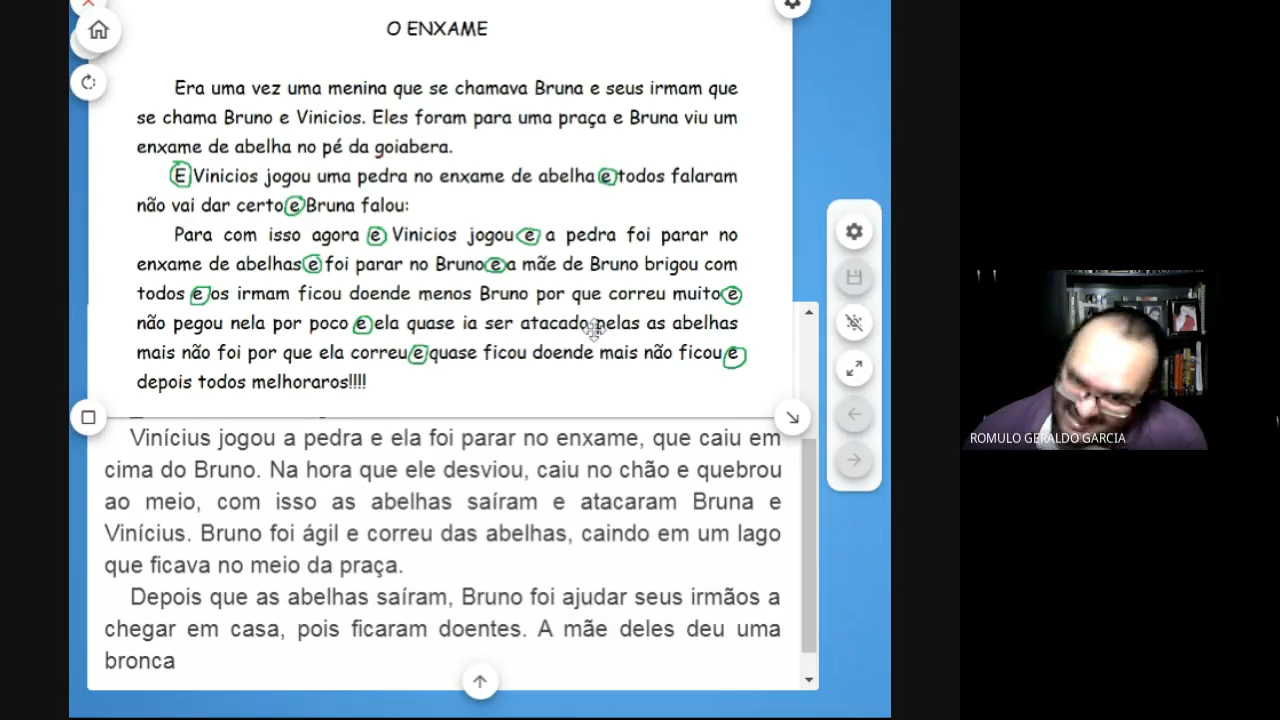 O ENXAME
Era uma vez uma menina que se chamava Bruna e seus irmam que
se chama Bruno e Vinicios. Eles foram para uma praça e Bruna viu um
enxame de abelha no pé da goiabera.
E Vinicios jogou uma pedra no enxame de abelha e todos falaram
não vai dar certo e Bruna falou:
Para com isso agora e Vinicios jogou e a pedra foi parar no
enxame de abelhas e foi parar no Bruno e a mãe de Bruno brigou com
todos e os irmam ficou doende menos Bruno por que correu muito e
não pegou nela por poco e ela quase ia ser atacado nelas as abelhas
mais não foi por que ela correu e quase ficou doende mais não ficou e
depois todos melhoraros!!!!
Vinícius jogou a pedra e ela foi parar no enxame, que caiu em
cima do Bruno. Na hora que ele desviou, caiu no chão e quebrou
ao meio, com isso as abelhas saíram e atacaram Bruna e
Vinícius. Bruno foi ágil e correu das abelhas, caindo em um lago
que ficava no meio da praça.
Depois que as abelhas saíram, Bruno foi ajudar seus irmãos a
chegar em casa, pois ficaram doentes. A mãe deles deu uma
bronca
ROMULO GERALDO GARCIA